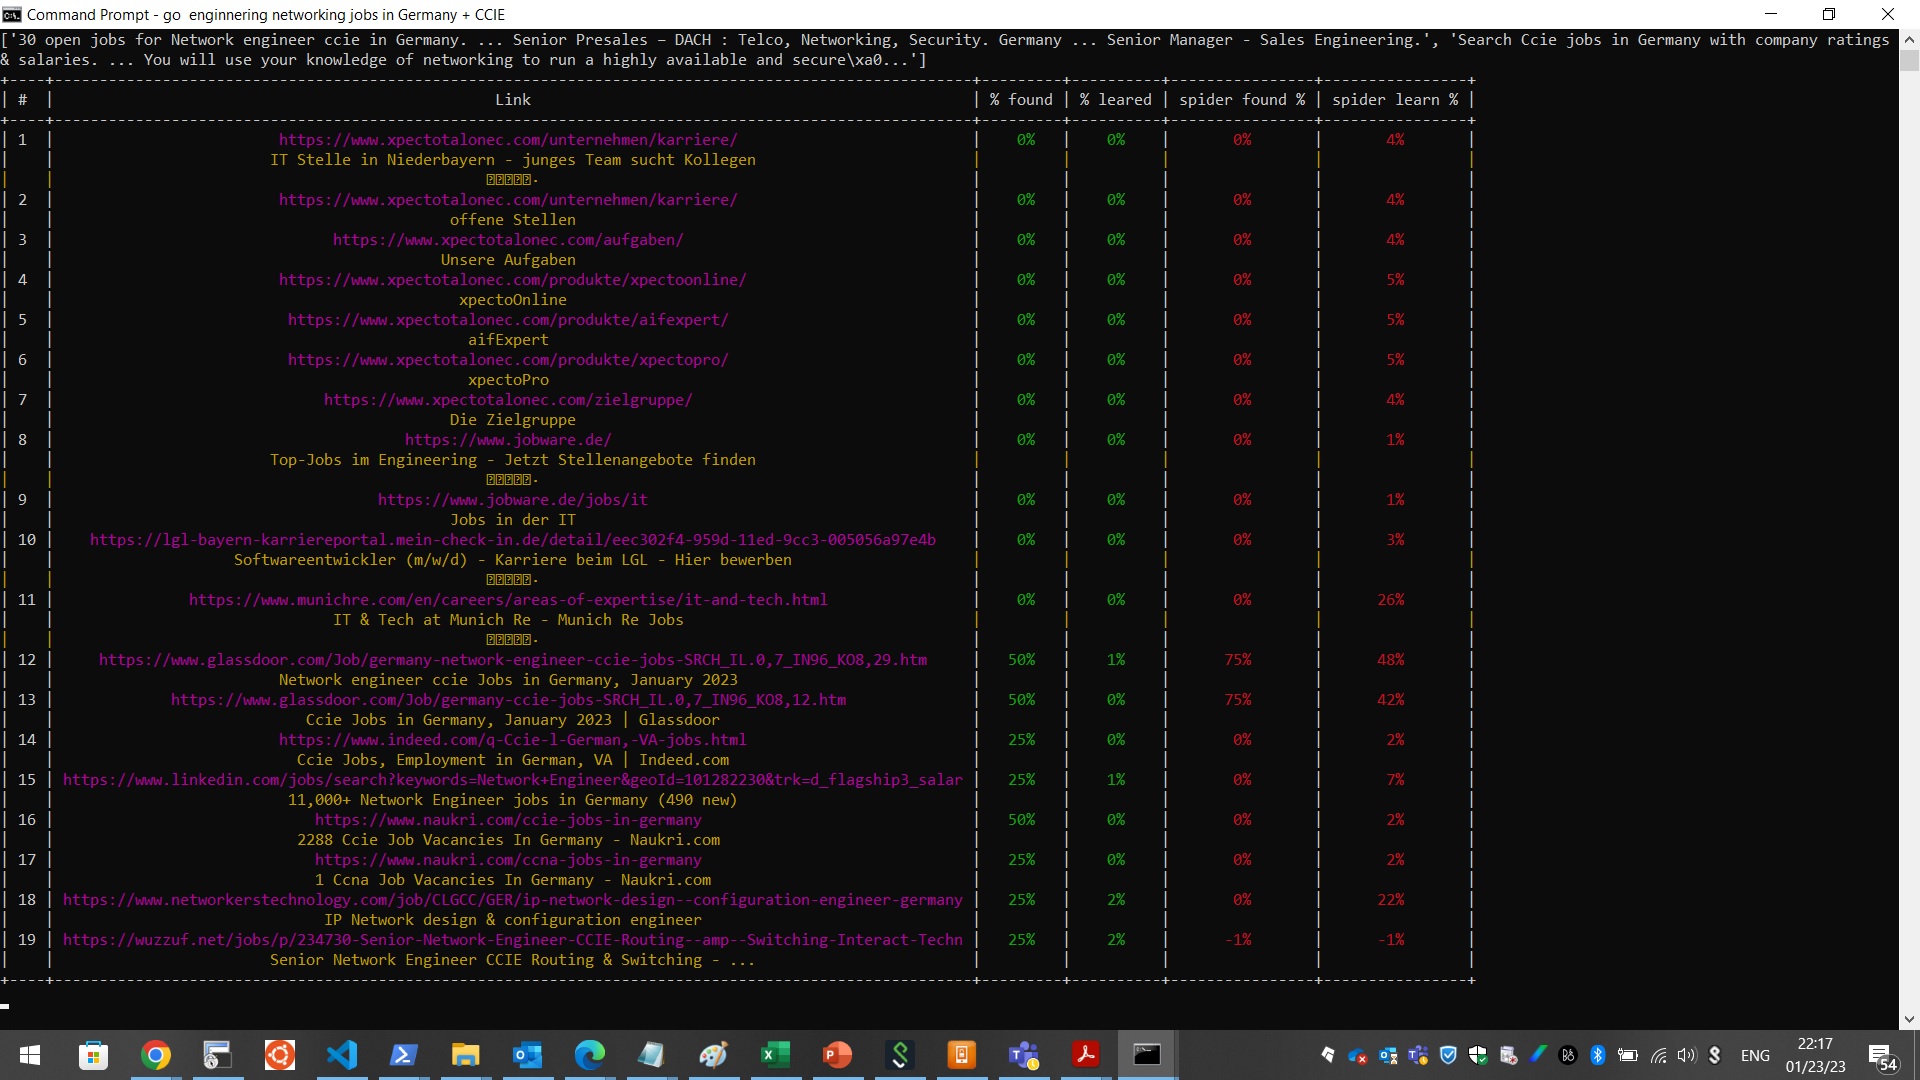 Command Prompt - go  enginnering networking jobs in Germany + CCIE
['30 open jobs for Network engineer ccie in Germany. ... Senior Presales – DACH : Telco, Networking, Security. Germany ... Senior Manager - Sales Engineering.', 'Search Ccie jobs in Germany with company ratings
& salaries. ... You will use your knowledge of networking to run a highly available and secure\xa0...']
# | Link | % found | % leared | spider found % | spider learn %
1 | https://www.xpectotalonec.com/unternehmen/karriere/ | 0% | 0% | 0% | 4%
IT Stelle in Niederbayern - junges Team sucht Kollegen
2 | https://www.xpectotalonec.com/unternehmen/karriere/ | 0% | 0% | 0% | 4%
offene Stellen
3 | https://www.xpectotalonec.com/aufgaben/ | 0% | 0% | 0% | 4%
Unsere Aufgaben
4 | https://www.xpectotalonec.com/produkte/xpectoonline/ | 0% | 0% | 0% | 5%
xpectoOnline
5 | https://www.xpectotalonec.com/produkte/aifexpert/ | 0% | 0% | 0% | 5%
aifExpert
6 | https://www.xpectotalonec.com/produkte/xpectopro/ | 0% | 0% | 0% | 5%
xpectoPro
7 | https://www.xpectotalonec.com/zielgruppe/ | 0% | 0% | 0% | 4%
Die Zielgruppe
8 | https://www.jobware.de/ | 0% | 0% | 0% | 1%
Top-Jobs im Engineering - Jetzt Stellenangebote finden
9 | https://www.jobware.de/jobs/it | 0% | 0% | 0% | 1%
Jobs in der IT
10 | https://lgl-bayern-karriereportal.mein-check-in.de/detail/eec302f4-959d-11ed-9cc3-005056a97e4b | 0% | 0% | 0% | 3%
Softwareentwickler (m/w/d) - Karriere beim LGL - Hier bewerben
11 | https://www.munichre.com/en/careers/areas-of-expertise/it-and-tech.html | 0% | 0% | 0% | 26%
IT & Tech at Munich Re - Munich Re Jobs
12 | https://www.glassdoor.com/Job/germany-network-engineer-ccie-jobs-SRCH_IL.0,7_IN96_KO8,29.htm | 50% | 1% | 75% | 48%
Network engineer ccie Jobs in Germany, January 2023
13 | https://www.glassdoor.com/Job/germany-ccie-jobs-SRCH_IL.0,7_IN96_KO8,12.htm | 50% | 0% | 75% | 42%
Ccie Jobs in Germany, January 2023 | Glassdoor
14 | https://www.indeed.com/q-Ccie-l-German,-VA-jobs.html | 25% | 0% | 0% | 2%
Ccie Jobs, Employment in German, VA | Indeed.com
15 | https://www.linkedin.com/jobs/search?keywords=Network+Engineer&geoId=101282230&trk=d_flagship3_salar | 25% | 1% | 0% | 7%
11,000+ Network Engineer jobs in Germany (490 new)
16 | https://www.naukri.com/ccie-jobs-in-germany | 50% | 0% | 0% | 2%
2288 Ccie Job Vacancies In Germany - Naukri.com
17 | https://www.naukri.com/ccna-jobs-in-germany | 25% | 0% | 0% | 2%
1 Ccna Job Vacancies In Germany - Naukri.com
18 | https://www.networkerstechnology.com/job/CLGCC/GER/ip-network-design--configuration-engineer-germany | 25% | 2% | 0% | 22%
IP Network design & configuration engineer
19 | https://wuzzuf.net/jobs/p/234730-Senior-Network-Engineer-CCIE-Routing--amp--Switching-Interact-Techn | 25% | 2% | -1% | -1%
Senior Network Engineer CCIE Routing & Switching - ...
ENG
22:17
01/23/23
54